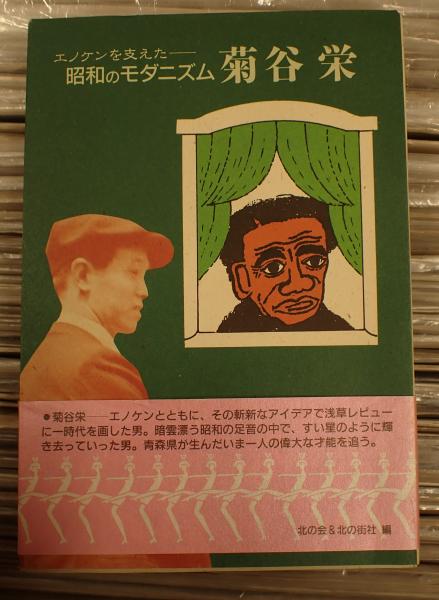 エノケンを支えた──
昭和のモダニズム 菊谷 栄
●菊谷栄──エノケンとともに、その斬新なアイデアで浅草レビュー
に一時代を画した男。暗雲漂う昭和の足音の中で、すい星のように輝
き去っていった男。青森県が生んだいま一人の偉大な才能を追う。
北の会&北の街社 編